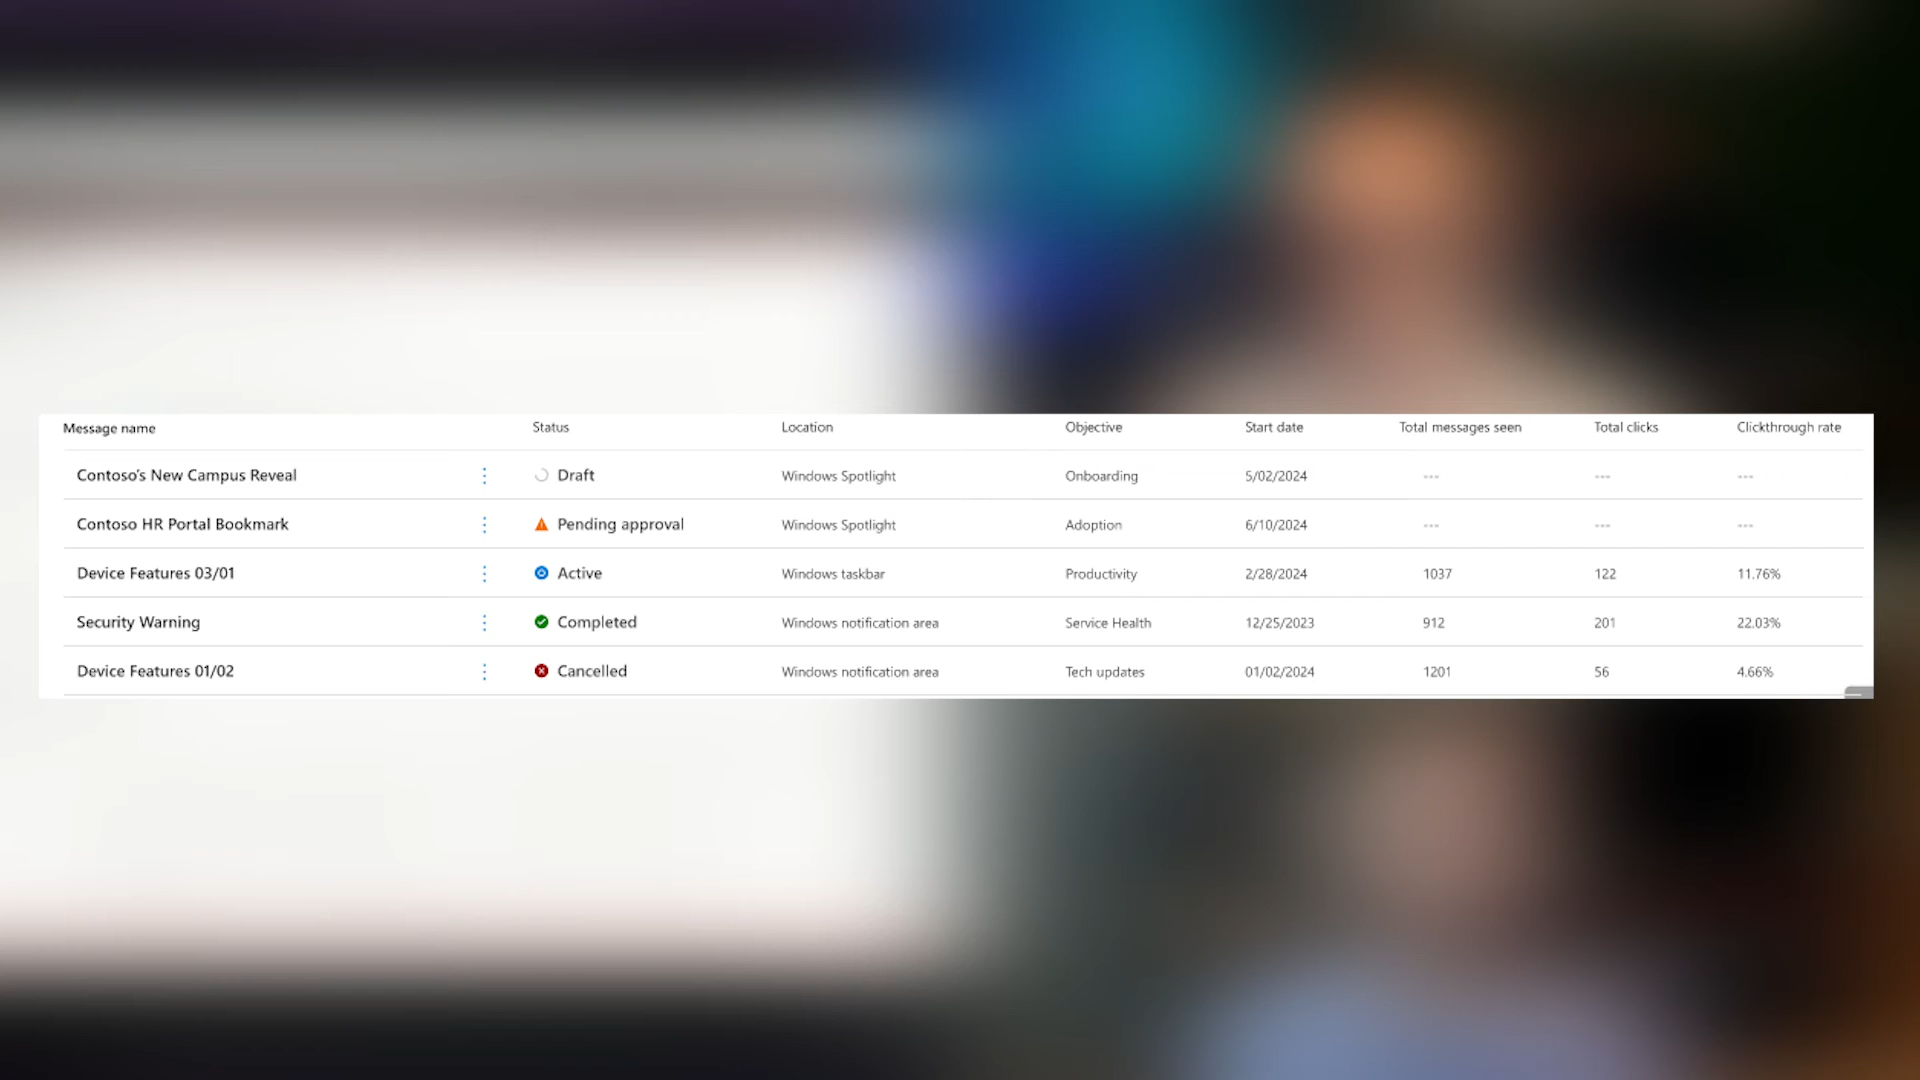 Message name Status Location Objective Start date Total messages seen Total clicks Clickthrough rate
Contoso's New Campus Reveal Draft Windows Spotlight Onboarding 5/02/2024 --- --- ---
Contoso HR Portal Bookmark Pending approval Windows Spotlight Adoption 6/10/2024 --- --- ---
Device Features 03/01 Active Windows taskbar Productivity 2/28/2024 1037 122 11.76%
Security Warning Completed Windows notification area Service Health 12/25/2023 912 201 22.03%
Device Features 01/02 Cancelled Windows notification area Tech updates 01/02/2024 1201 56 4.66%